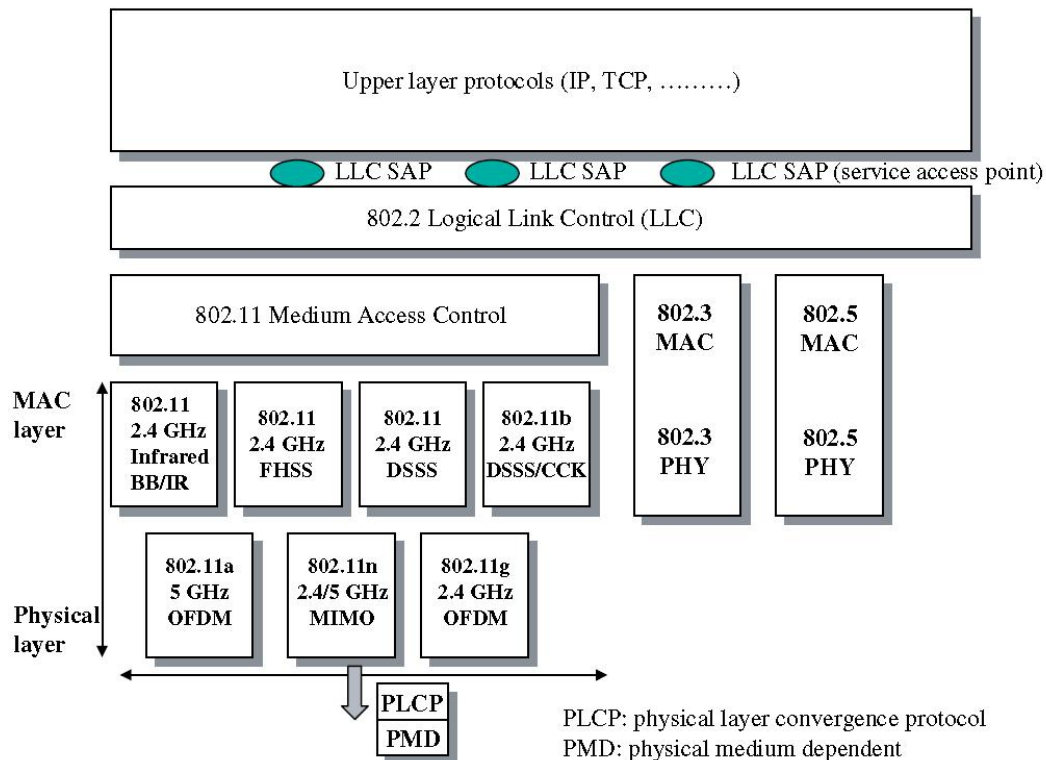 Upper layer protocols (IP, TCP, ………)
LLC SAP
LLC SAP
LLC SAP (service access point)
802.2 Logical Link Control (LLC)
802.11 Medium Access Control
802.3
MAC
802.5
MAC
MAC
layer
802.11
2.4 GHz
Infrared
BB/IR
802.11
2.4 GHz
FHSS
802.11
2.4 GHz
DSSS
802.11b
2.4 GHz
DSSS/CCK
802.3
PHY
802.5
PHY
Physical
layer
802.11a
5 GHz
OFDM
802.11n
2.4/5 GHz
MIMO
802.11g
2.4 GHz
OFDM
PLCP
PMD
PLCP: physical layer convergence protocol
PMD: physical medium dependent